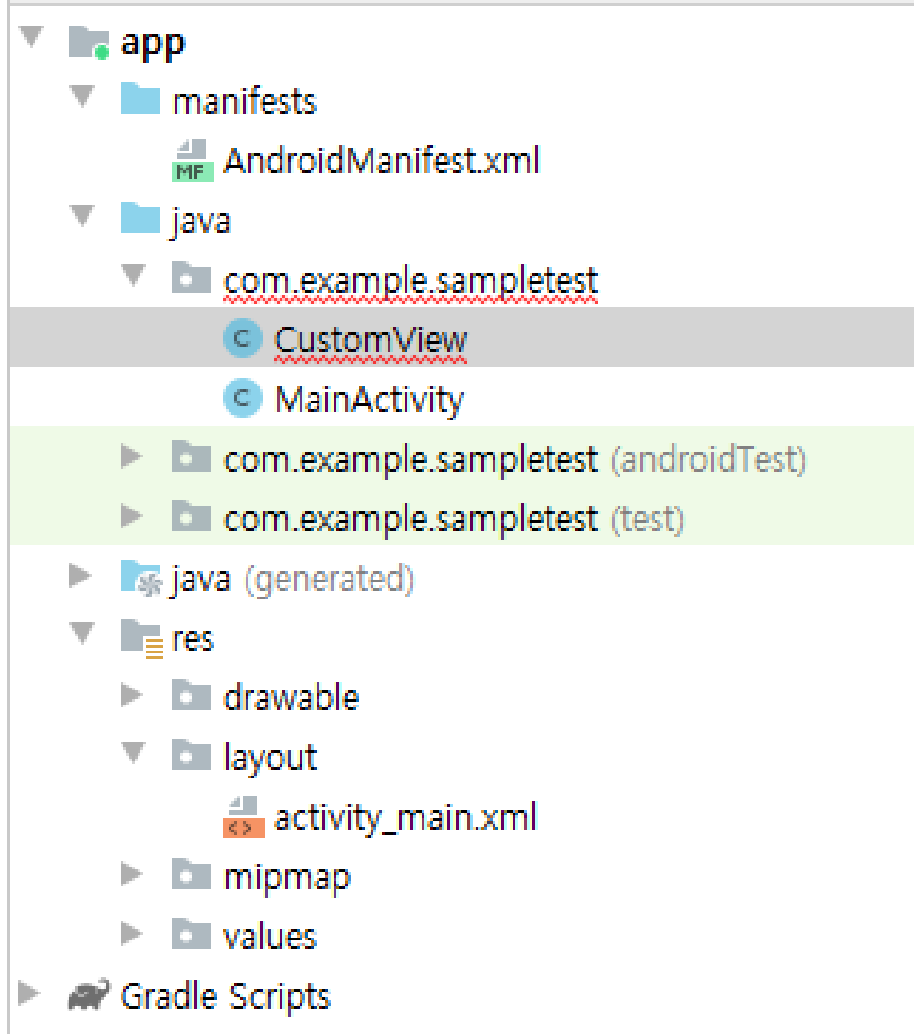 app
manifests
MF AndroidManifest.xml
java
com.example.sampletest
C CustomView
C MainActivity
com.example.sampletest (androidTest)
com.example.sampletest (test)
java (generated)
res
drawable
layout
<> activity_main.xml
mipmap
values
Gradle Scripts